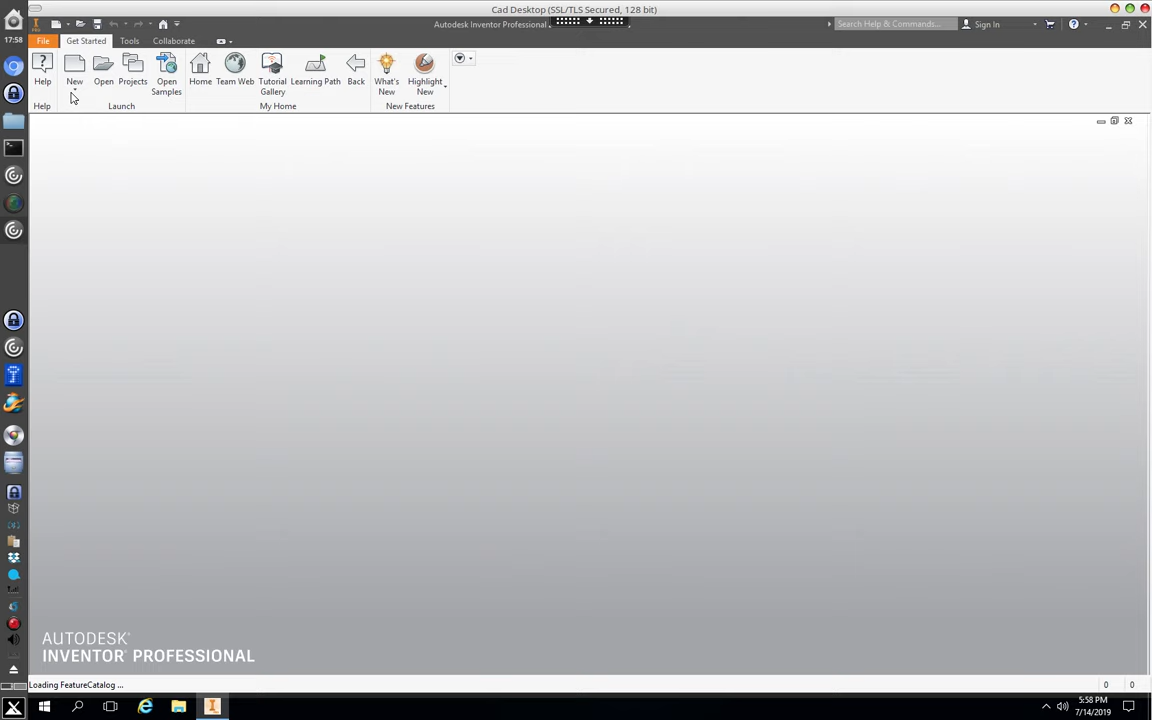 Cad Desktop (SSL/TLS Secured, 128 bit)
17:58
Autodesk Inventor Professional
Search Help & Commands...
Sign In
File
Get Started
Tools
Collaborate
Help
New
Open
Projects
Open Samples
Home
Team Web
Tutorial Gallery
Learning Path
Back
What's New
Highlight New
Help
Launch
My Home
New Features
AUTODESK®
INVENTOR® PROFESSIONAL
Loading FeatureCatalog ...
0
0
5:58 PM
7/14/2019